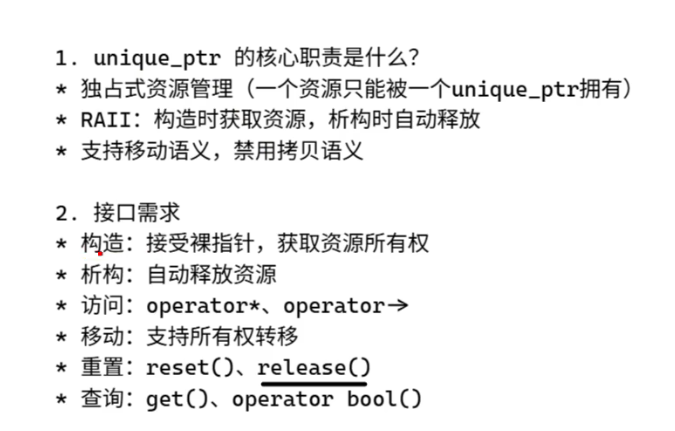 1. unique_ptr 的核心职责是什么？
* 独占式资源管理（一个资源只能被一个unique_ptr拥有）
* RAII：构造时获取资源，析构时自动释放
* 支持移动语义，禁用拷贝语义
2. 接口需求
* 构造：接受裸指针，获取资源所有权
* 析构：自动释放资源
* 访问：operator*、operator->
* 移动：支持所有权转移
* 重置：reset()、release()
* 查询：get()、operator bool()